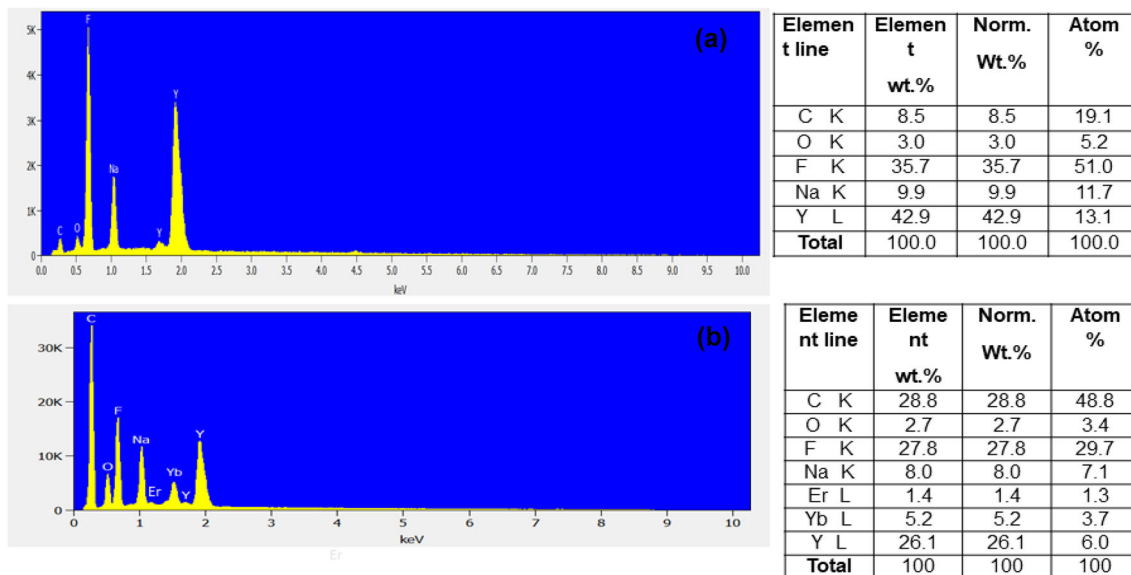 (a)
5K
4K
3K
2K
1K
0
F
Y
Na
C
O
Y
0.0 0.5 1.0 1.5 2.0 2.5 3.0 3.5 4.0 4.5 5.0 5.5 6.0 6.5 7.0 7.5 8.0 8.5 9.0 9.5 10.0
keV
Elemen
t line
Elemen
t
wt.%
Norm.
Wt.%
Atom
%
C K 8.5 8.5 19.1
O K 3.0 3.0 5.2
F K 35.7 35.7 51.0
Na K 9.9 9.9 11.7
Y L 42.9 42.9 13.1
Total 100.0 100.0 100.0
(b)
30K
20K
10K
0
C
F
O
Na
Er
Yb
Y
Y
0 1 2 3 4 5 6 7 8 9 10
keV
Er
Eleme
nt line
Eleme
nt
wt.%
Norm.
Wt.%
Atom
%
C K 28.8 28.8 48.8
O K 2.7 2.7 3.4
F K 27.8 27.8 29.7
Na K 8.0 8.0 7.1
Er L 1.4 1.4 1.3
Yb L 5.2 5.2 3.7
Y L 26.1 26.1 6.0
Total 100 100 100